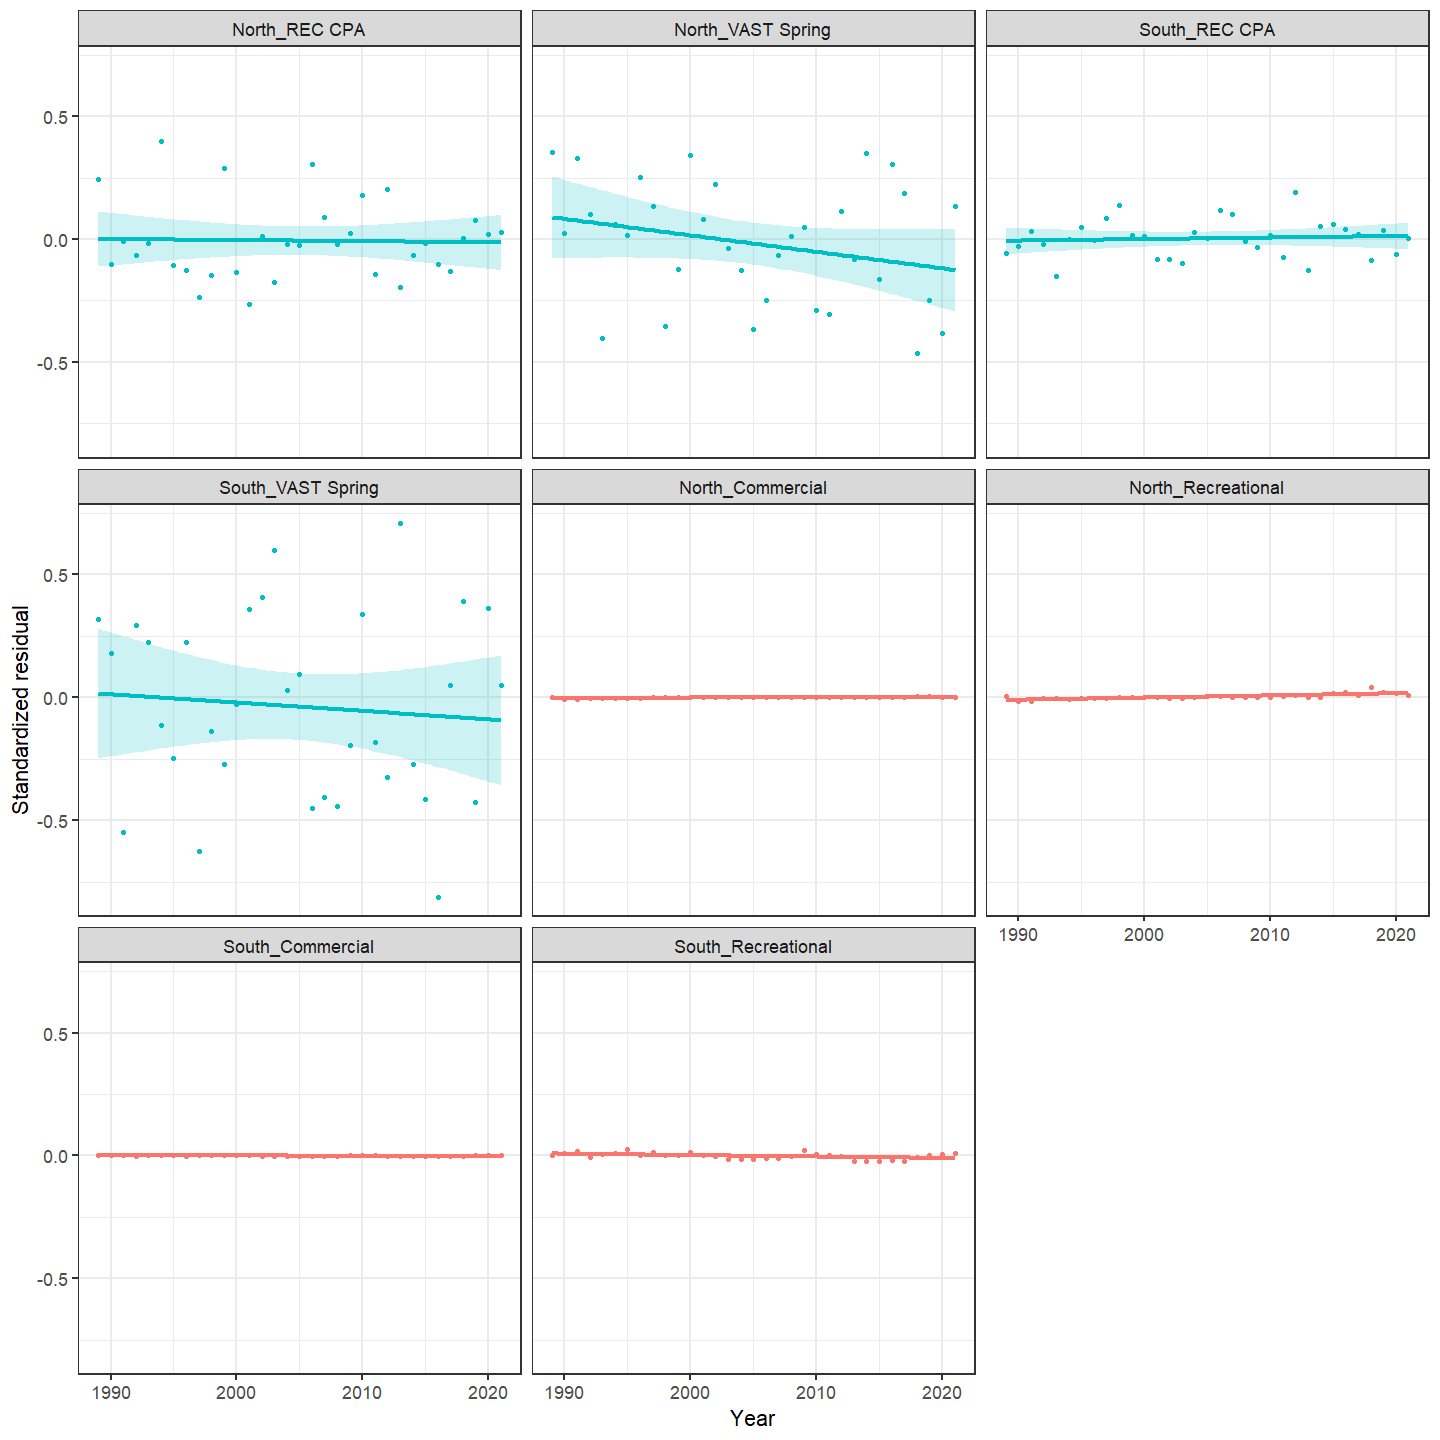 North_REC CPA
North_VAST Spring
South_REC CPA
0.5
0.0
-0.5
South_VAST Spring
North_Commercial
North_Recreational
0.5
0.0
-0.5
1990 2000 2010 2020
South_Commercial
South_Recreational
0.5
0.0
-0.5
1990 2000 2010 2020
1990 2000 2010 2020
Year
Standardized residual